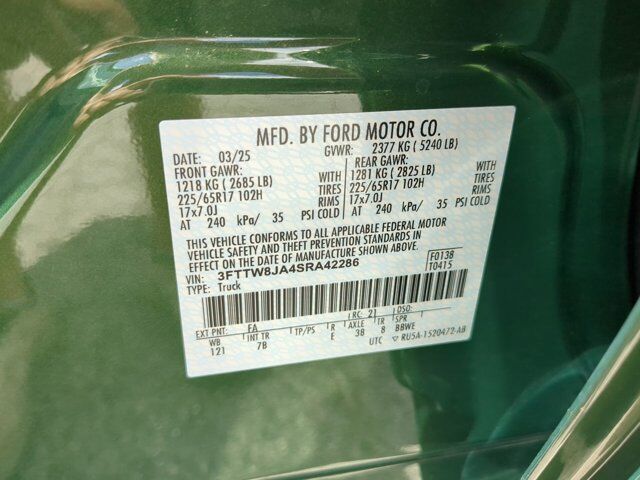 MFD. BY FORD MOTOR CO.
DATE: 03/25 GVWR: 2377 KG ( 5240 LB)
FRONT GAWR: REAR GAWR:
1218 KG ( 2685 LB) WITH 1281 KG ( 2825 LB) WITH
225/65R17 102H TIRES 225/65R17 102H TIRES
17x7.0J RIMS 17x7.0J RIMS
AT 240 kPa/ 35 PSI COLD AT 240 kPa/ 35 PSI COLD
THIS VEHICLE CONFORMS TO ALL APPLICABLE FEDERAL MOTOR
VEHICLE SAFETY AND THEFT PREVENTION STANDARDS IN
EFFECT ON THE DATE OF MANUFACTURE SHOWN ABOVE.
VIN: 3FTTW8JA4SRA42286 F0138
TYPE: Truck T0415
RC: 21 DSO:
EXT PNT: FA
WB INT TR TP/PS R AXLE TR SPR
121 7B E 38 8 BBWE
UTC ▽ RU5A-1520472-AB